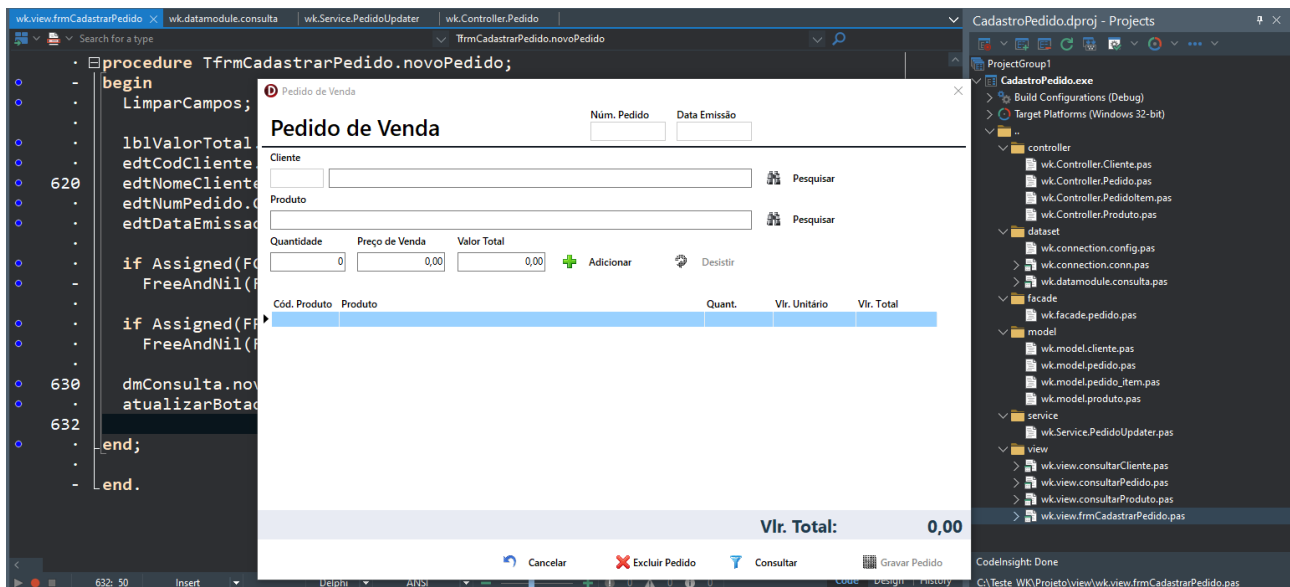 wk.view.frmCadastrarPedido wk.datamodule.consulta wk.Service.PedidoUpdater wk.Controller.Pedido
Search for a type TfrmCadastrarPedido.novoPedido
procedure TfrmCadastrarPedido.novoPedido;
begin
LimparCampos;
lblValorTotal
edtCodCliente
620 edtNomeCliente
edtNumPedido.
edtDataEmissa
if Assigned(F
FreeAndNil(
if Assigned(F
FreeAndNil(
630 dmConsulta.no
atualizarBota
632
end;
end.
Pedido de Venda
Pedido de Venda
Núm. Pedido Data Emissão
Cliente
Pesquisar
Produto
Pesquisar
Quantidade Preço de Venda Valor Total
0 0,00 0,00 Adicionar Desistir
Cód. Produto Produto Quant. Vlr. Unitário Vlr. Total
Vlr. Total: 0,00
Cancelar Excluir Pedido Consultar Gravar Pedido
632: 50 Insert Delphi ANSI Code Design History
CadastroPedido.dproj - Projects
ProjectGroup1
CadastroPedido.exe
Build Configurations (Debug)
Target Platforms (Windows 32-bit)
..
controller
wk.Controller.Cliente.pas
wk.Controller.Pedido.pas
wk.Controller.PedidoItem.pas
wk.Controller.Produto.pas
dataset
wk.connection.config.pas
wk.connection.conn.pas
wk.datamodule.consulta.pas
facade
wk.facade.pedido.pas
model
wk.model.cliente.pas
wk.model.pedido.pas
wk.model.pedido_item.pas
wk.model.produto.pas
service
wk.Service.PedidoUpdater.pas
view
wk.view.consultarCliente.pas
wk.view.consultarPedido.pas
wk.view.consultarProduto.pas
wk.view.frmCadastrarPedido.pas
CodeInsight: Done
C:\Teste WK\Projeto\view\wk.view.frmCadastrarPedido.pas